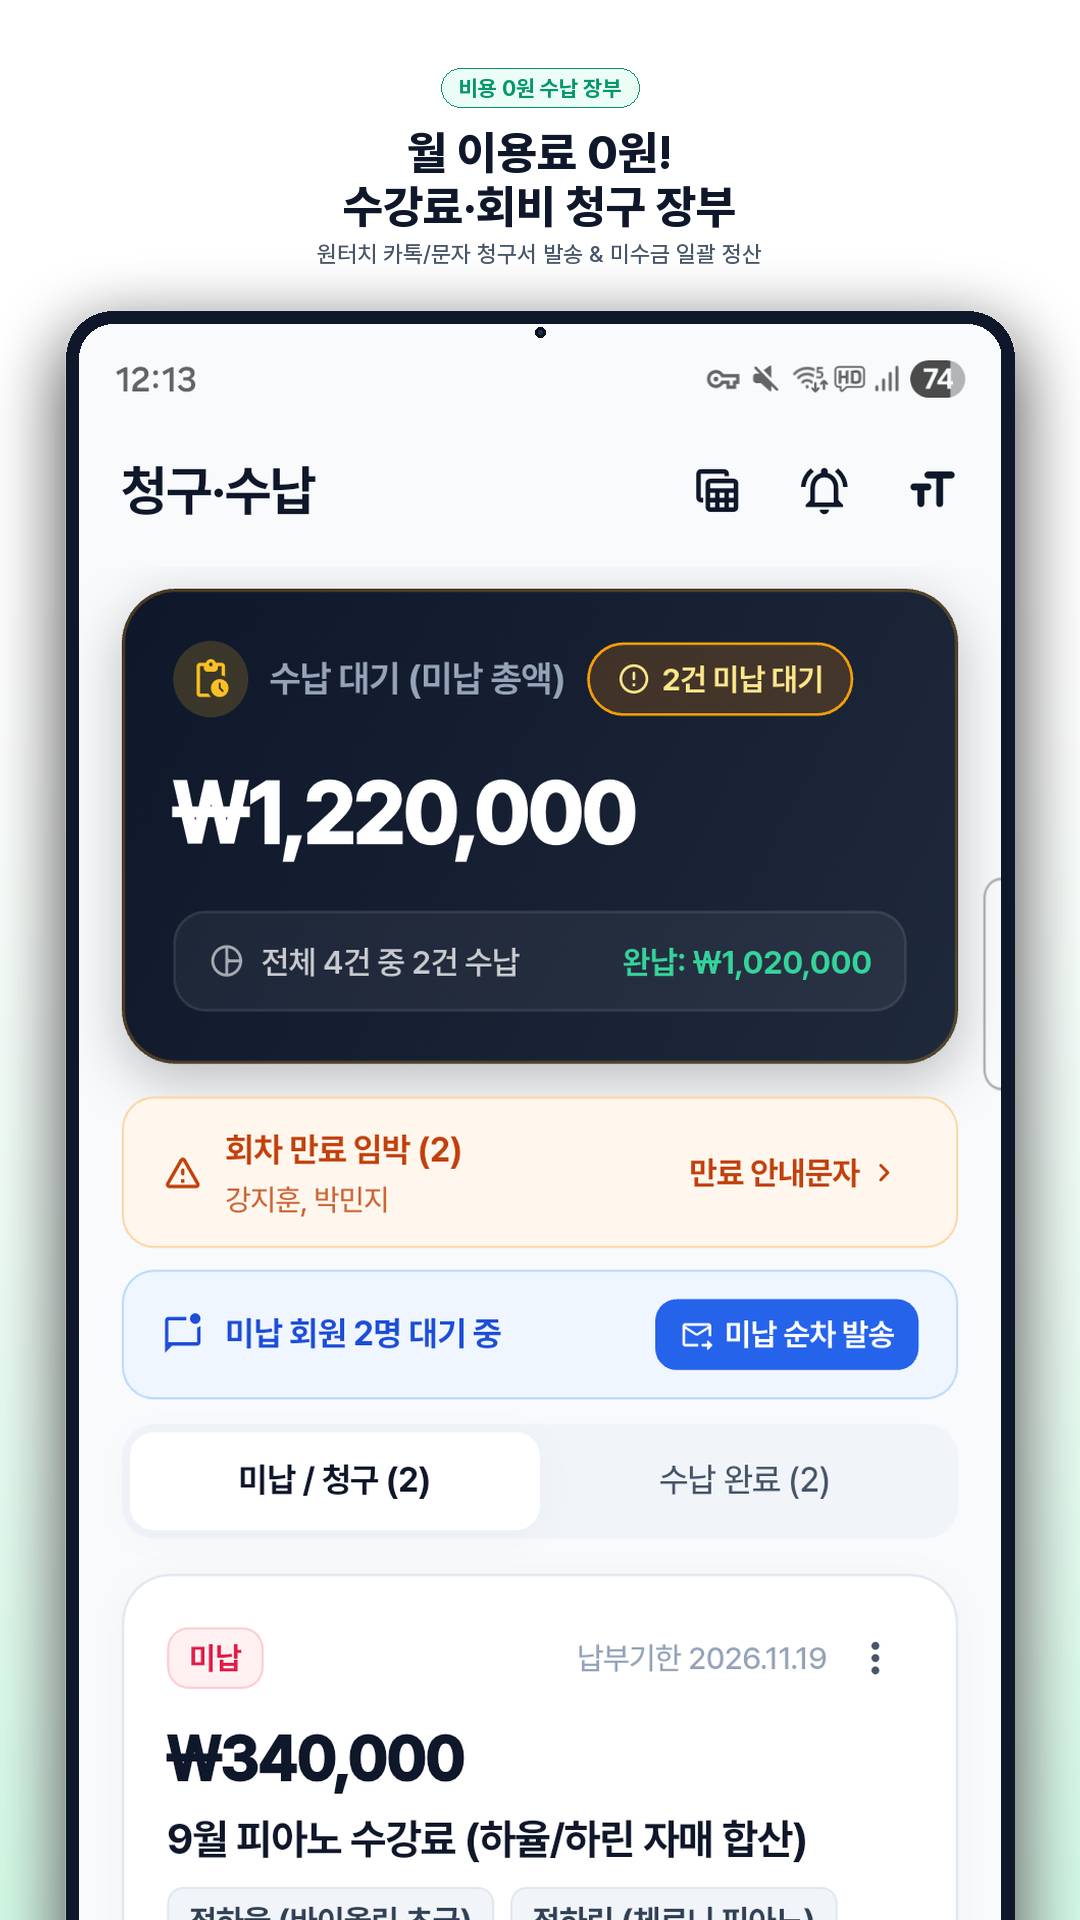 비용 0원 수납 장부
월 이용료 0원!
수강료·회비 청구 장부
원터치 카톡/문자 청구서 발송 & 미수금 일괄 정산
12:13
5
HD
74
청구·수납
수납 대기 (미납 총액)
2건 미납 대기
₩1,220,000
전체 4건 중 2건 수납
완납: ₩1,020,000
회차 만료 임박 (2)
강지훈, 박민지
만료 안내문자
미납 회원 2명 대기 중
미납 순차 발송
미납 / 청구 (2)
수납 완료 (2)
미납
납부기한 2026.11.19
₩340,000
9월 피아노 수강료 (하율/하린 자매 합산)